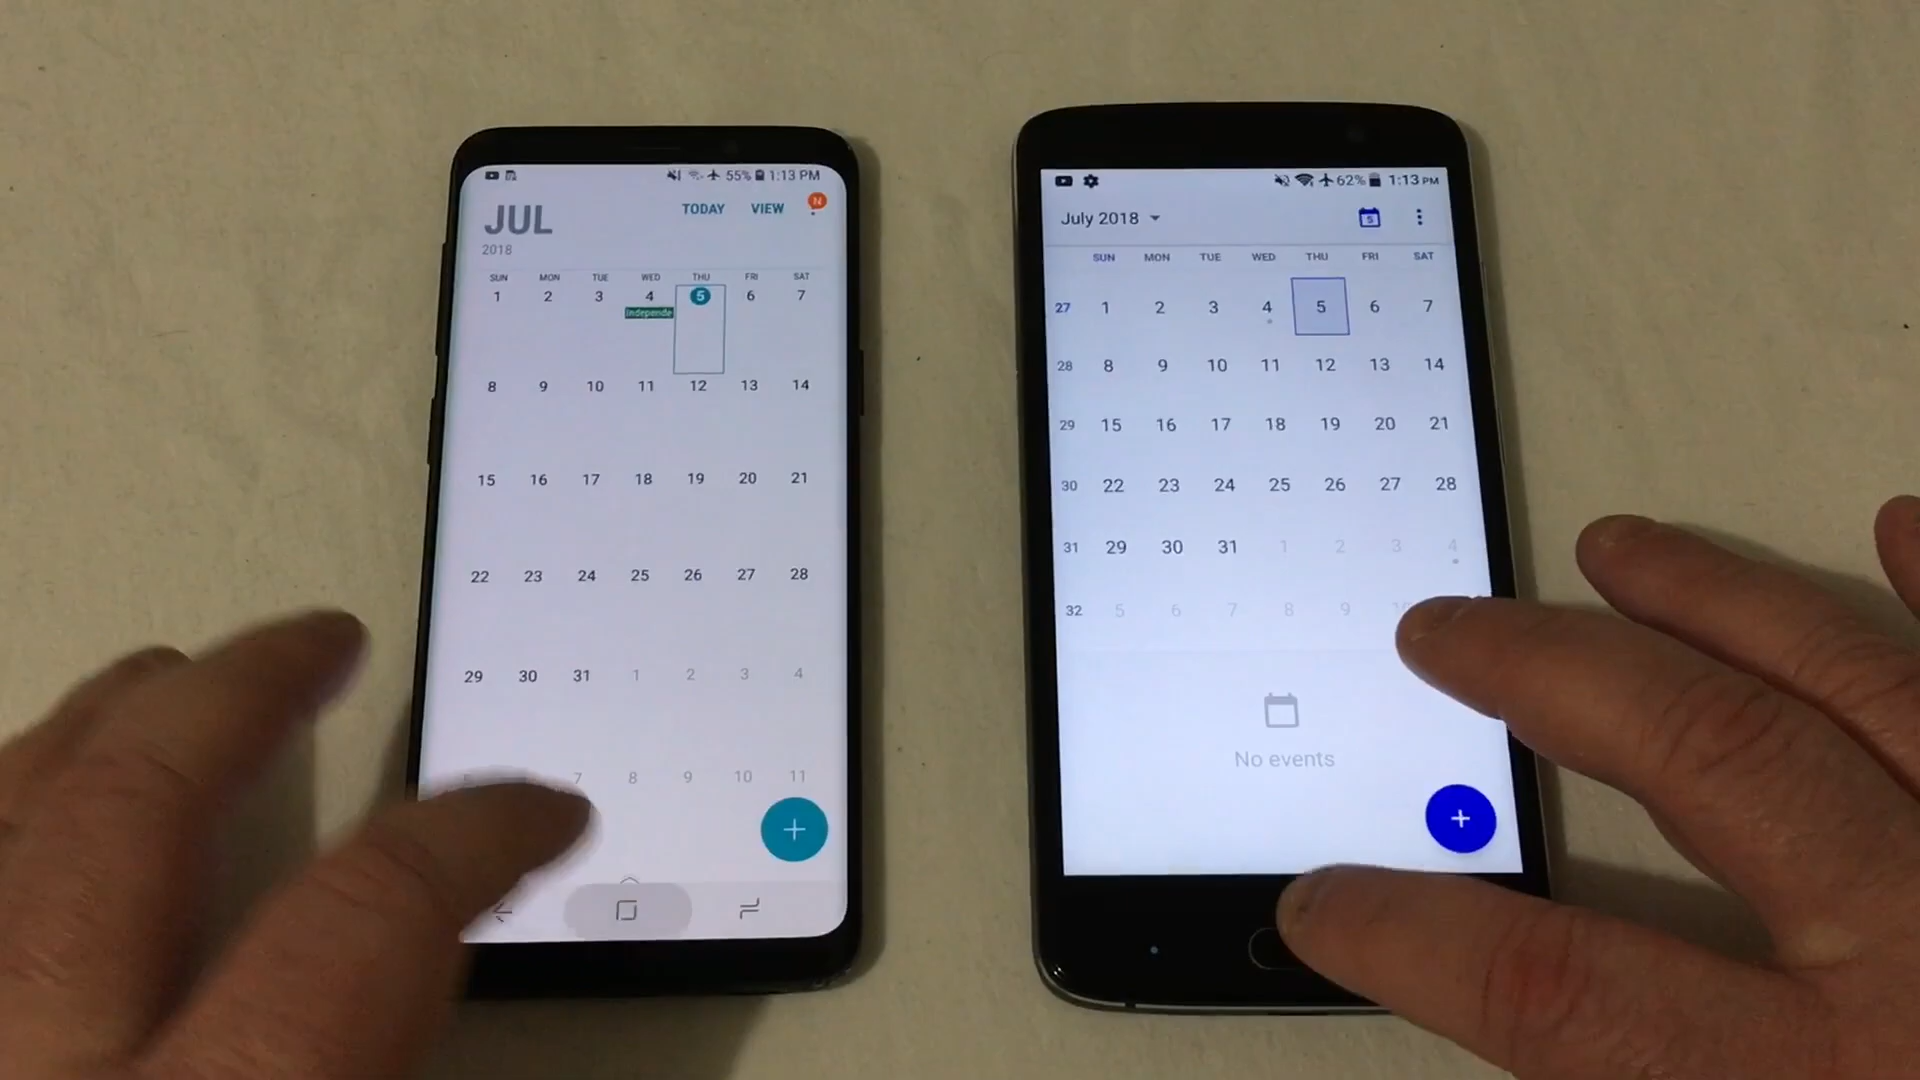 55% 1:13 PM
JUL
TODAY VIEW N
2018
SUN MON TUE WED THU FRI SAT
1 2 3 4 5 6 7
Independe
8 9 10 11 12 13 14
15 16 17 18 19 20 21
22 23 24 25 26 27 28
29 30 31 1 2 3 4
7 8 9 10 11
62% 1:13 PM
July 2018
5
SUN MON TUE WED THU FRI SAT
27 1 2 3 4 5 6 7
28 8 9 10 11 12 13 14
29 15 16 17 18 19 20 21
30 22 23 24 25 26 27 28
31 29 30 31 1 2 3 4
32 5 6 7 8 9 10
No events